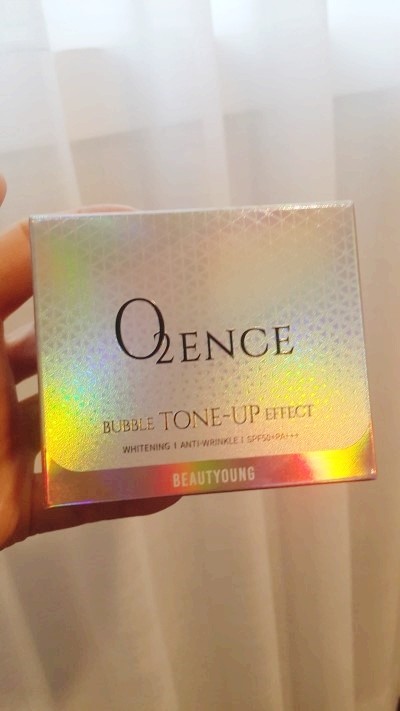 O2ENCE
BUBBLE TONE-UP EFFECT
WHITENING I ANTI-WRINKLE I SPF50+PA+++
BEAUTYOUNG